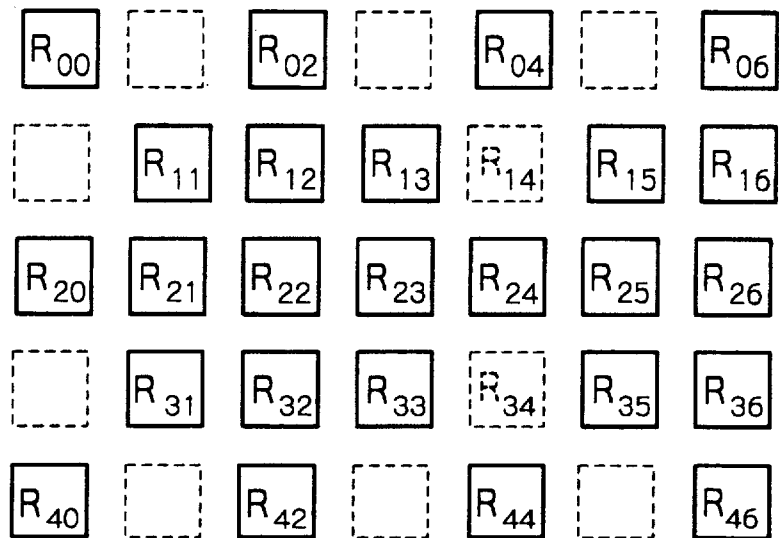 R00 R02 R04 R06
R11 R12 R13 R14 R15 R16
R20 R21 R22 R23 R24 R25 R26
R31 R32 R33 R34 R35 R36
R40 R42 R44 R46